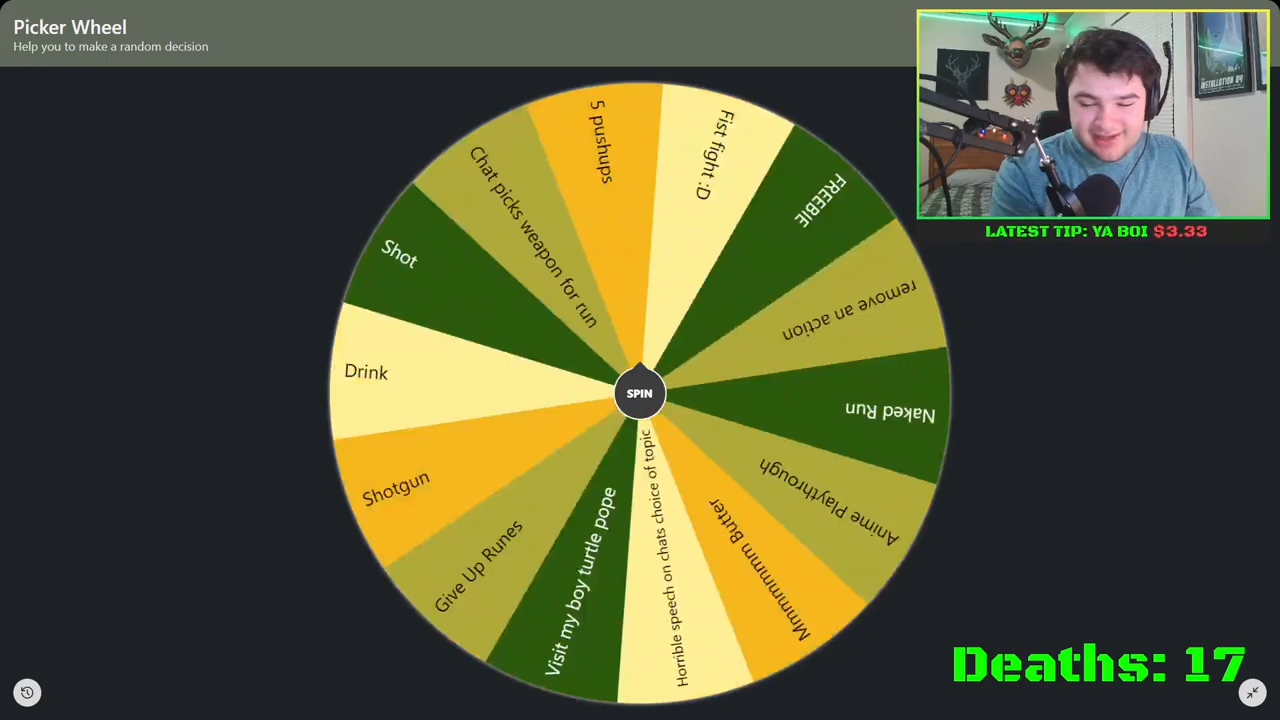 Picker Wheel
Help you to make a random decision
INSTALLATION 04
LATEST TIP: YA BOI $3.33
5 pushups
Fist fight :D
FREEBIE
remove an action
Naked Run
Anime Playthrough
Mmmmmm Butter
Horrible speech on chats choice of topic
Visit my boy turtle pope
Give Up Runes
Shotgun
Drink
Shot
Chat picks weapon for run
SPIN
Deaths: 17